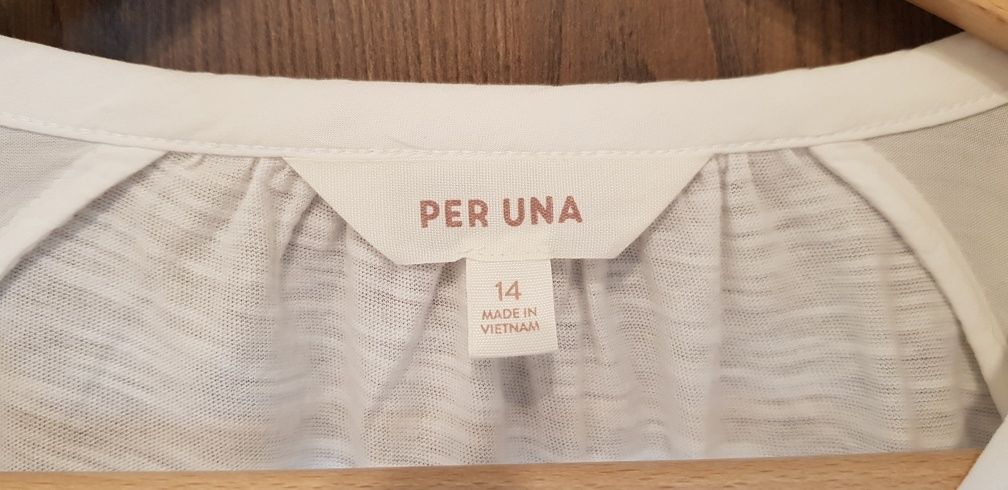 PER UNA
14
MADE IN
VIETNAM